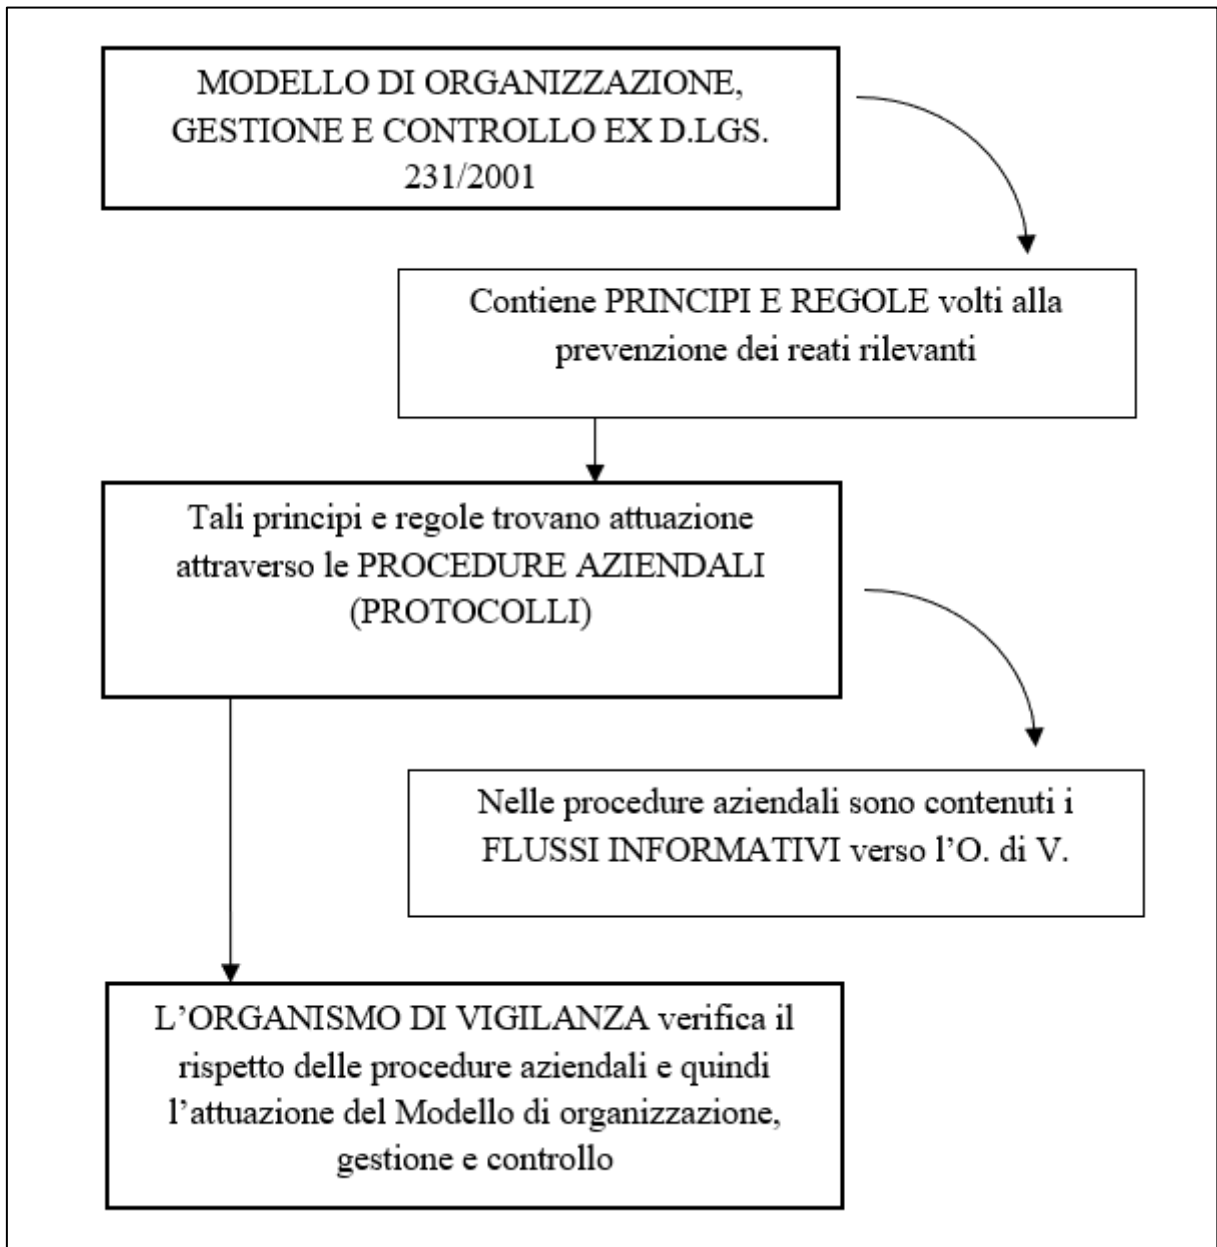 MODELLO DI ORGANIZZAZIONE,
GESTIONE E CONTROLLO EX D.LGS.
231/2001
Contiene PRINCIPI E REGOLE volti alla
prevenzione dei reati rilevanti
Tali principi e regole trovano attuazione
attraverso le PROCEDURE AZIENDALI
(PROTOCOLLI)
Nelle procedure aziendali sono contenuti i
FLUSSI INFORMATIVI verso l’O. di V.
L’ORGANISMO DI VIGILANZA verifica il
rispetto delle procedure aziendali e quindi
l’attuazione del Modello di organizzazione,
gestione e controllo